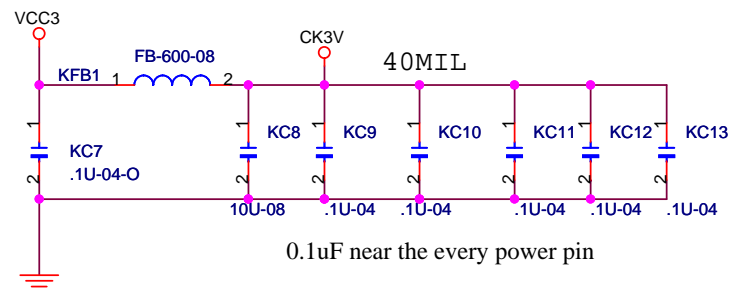 VCC3
CK3V
FB-600-08
40MIL
KFB1 1 2
1 1 1 1 1 1 1
KC7 KC8 KC9 KC10 KC11 KC12 KC13
.1U-04-O
2 2 2 2 2 2 2
10U-08 .1U-04 .1U-04 .1U-04 .1U-04 .1U-04
0.1uF near the every power pin